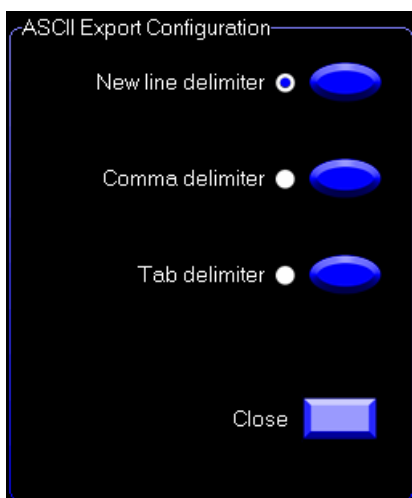 ASCII Export Configuration
New line delimiter
Comma delimiter
Tab delimiter
Close